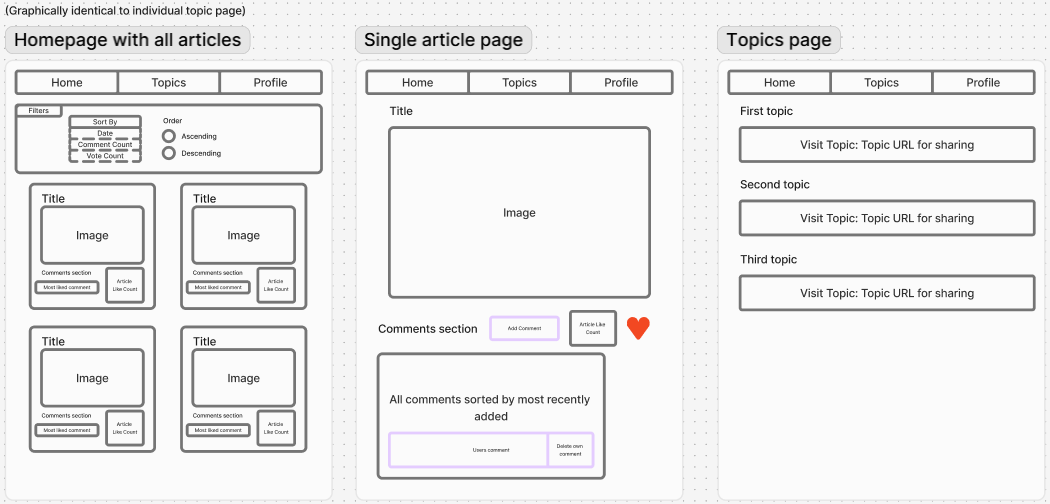 (Graphically identical to individual topic page)
Homepage with all articles
Home
Topics
Profile
Filters
Sort By
Date
Comment Count
Vote Count
Order
Ascending
Descending
Title
Image
Comments section
Most liked comment
Article
Like Count
Title
Image
Comments section
Most liked comment
Article
Like Count
Title
Image
Comments section
Most liked comment
Article
Like Count
Title
Image
Comments section
Most liked comment
Article
Like Count
Single article page
Home
Topics
Profile
Title
Image
Comments section
Add Comment
Article Like
Count
All comments sorted by most recently
added
Users comment
Delete own
comment
Topics page
Home
Topics
Profile
First topic
Visit Topic: Topic URL for sharing
Second topic
Visit Topic: Topic URL for sharing
Third topic
Visit Topic: Topic URL for sharing